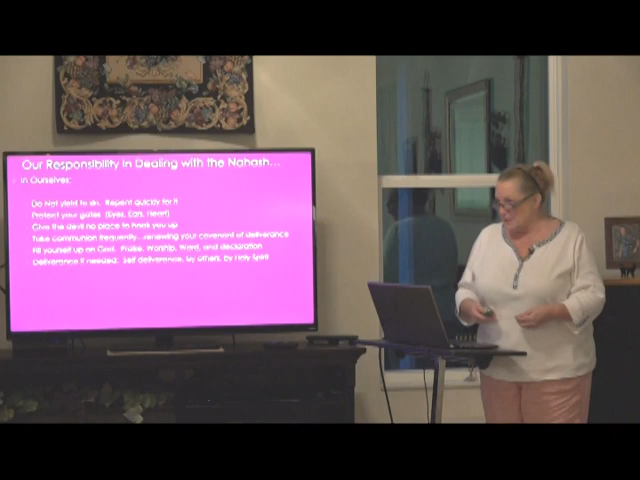 Our Responsibility in Dealing with the Nahash...
In Ourselves:
Do Not yield to sin. Repent quickly for it
Protect your gates (Eyes, Ears, Heart)
Give the devil no place to hook you up
Take communion frequently...renewing your covenant of deliverance
Fill yourself up on God. Praise, Worship, Word, and declaration
Deliverance if needed: Self deliverance, by Others, by Holy Spirit